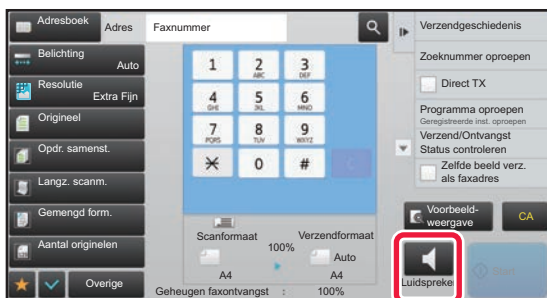 Adresboek
Adres
Faxnummer
Belichting
Auto
Resolutie
Extra Fijn
Origineel
Opdr. samenst.
Langz. scanm.
Gemengd form.
Aantal originelen
Overige
1
2
ABC
3
DEF
4
GHI
5
JKL
6
MNO
7
PQRS
8
TUV
9
WXYZ
0
#
C
Scanformaat
100%
Verzendformaat
Auto
A4
A4
Geheugen faxontvangst : 100%
Verzendgeschiedenis
Zoeknummer oproepen
Direct TX
Programma oproepen
Geregistreerde inst. oproepen
Verzend/Ontvangst
Status controleren
Zelfde beeld verz.
als faxadres
Voorbeeld-
weergave
CA
Luidspreker
Start